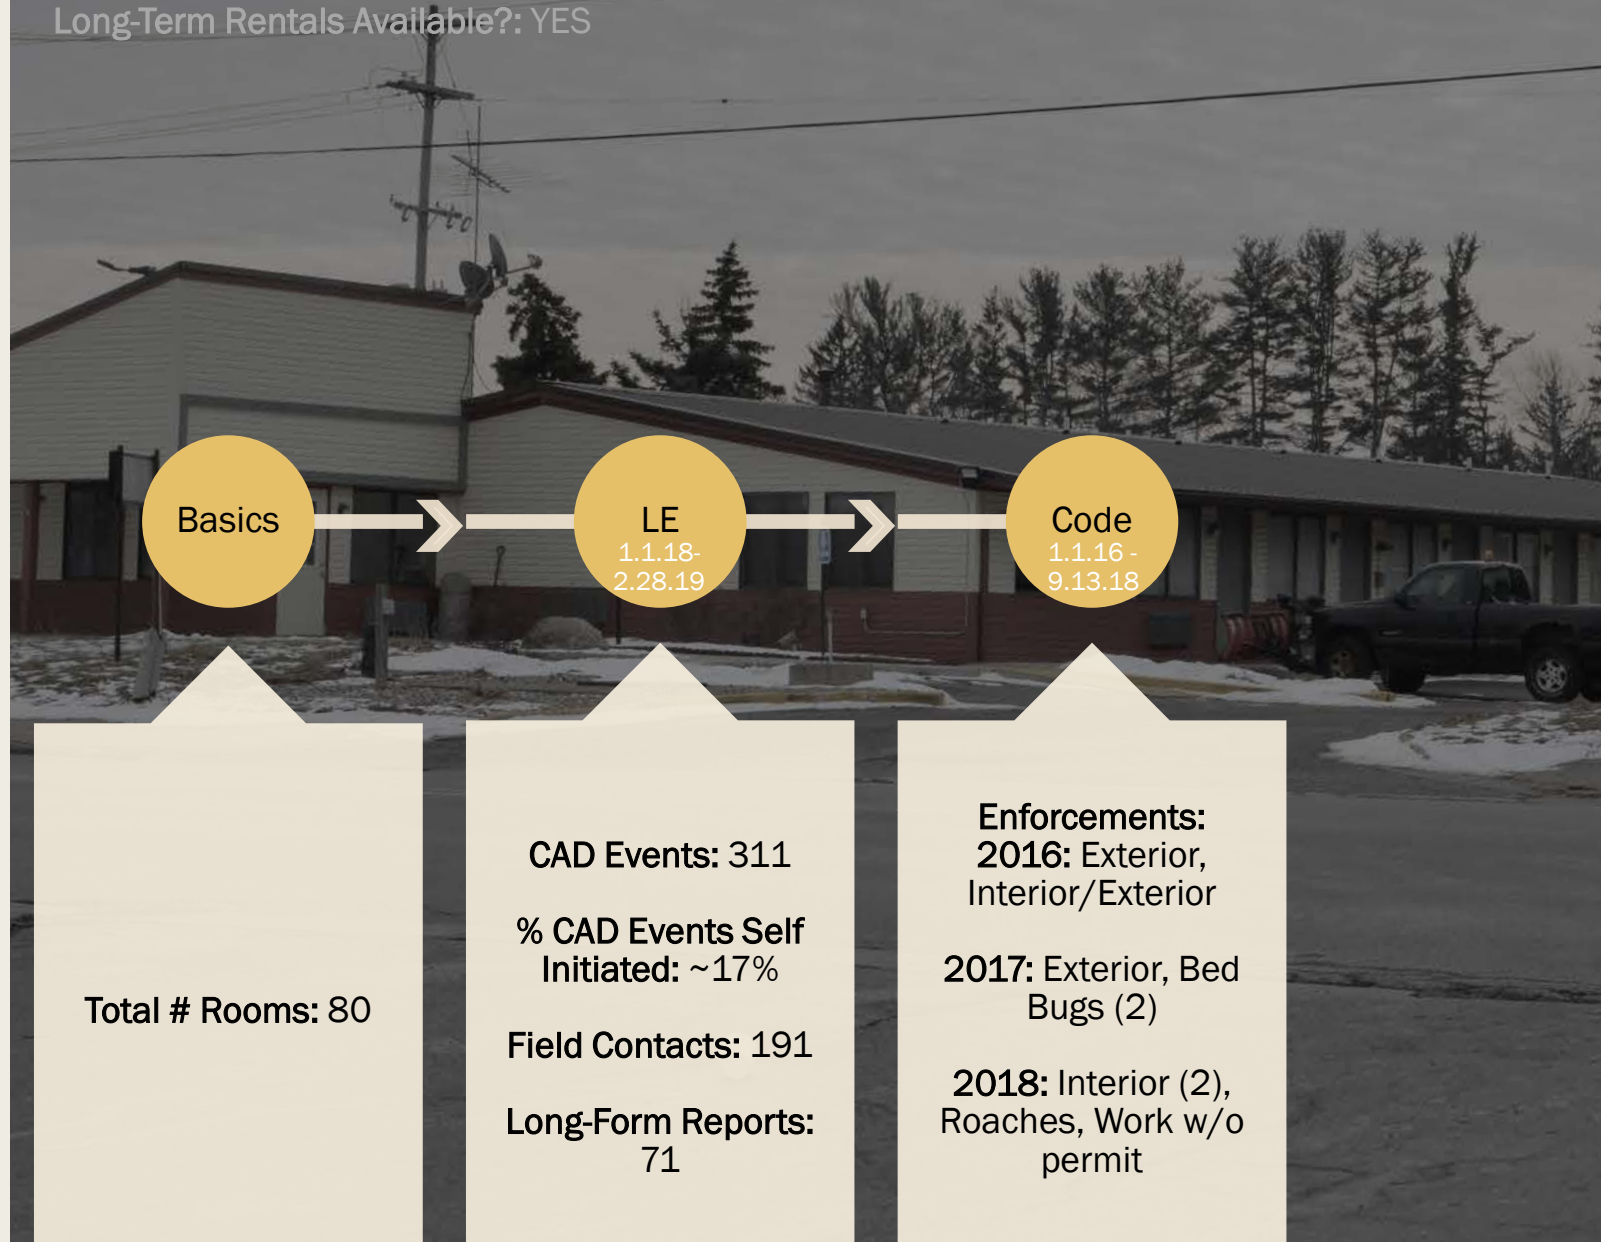 Long-Term Rentals Available?: YES
Basics
LE
1.1.18-
2.28.19
Code
1.1.16 -
9.13.18
Total # Rooms: 80
CAD Events: 311
% CAD Events Self
Initiated: ~17%
Field Contacts: 191
Long-Form Reports:
71
Enforcements:
2016: Exterior,
Interior/Exterior
2017: Exterior, Bed
Bugs (2)
2018: Interior (2),
Roaches, Work w/o
permit